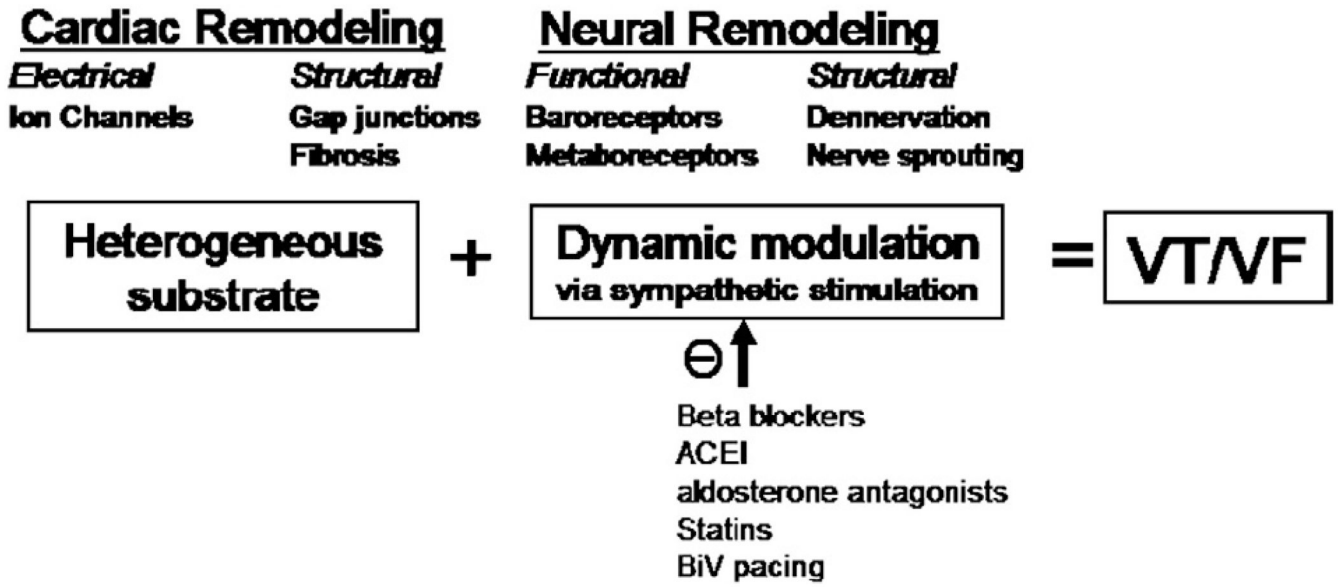 Cardiac Remodeling
Neural Remodeling
Electrical
Structural
Functional
Structural
Ion Channels
Gap junctions
Baroreceptors
Dennervation
Fibrosis
Metaboreceptors
Nerve sprouting
Heterogeneous
substrate
+
Dynamic modulation
via sympathetic stimulation
=
VT/VF
⊖
Beta blockers
ACEI
aldosterone antagonists
Statins
BiV pacing